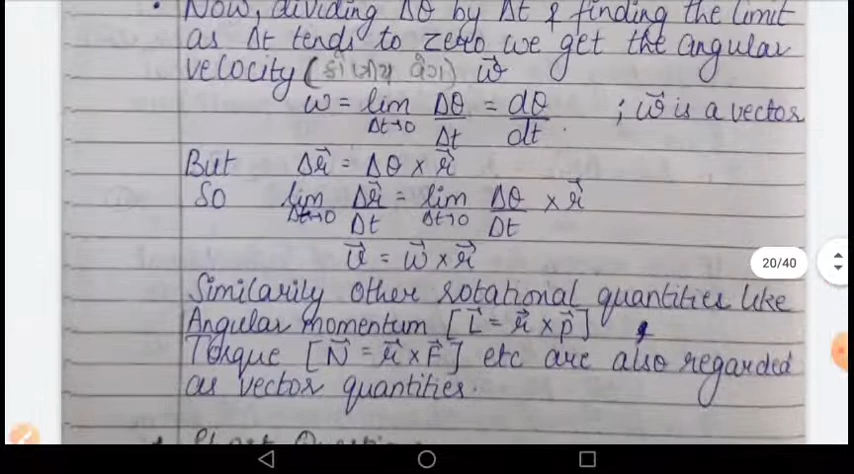 • Now, dividing Δθ by Δt & finding the limit
as Δt tends to zero we get the angular
velocity (કોણીય વેગ) w⃗
w = lim Δt→0 Δθ/Δt = dθ/dt ; w⃗ is a vector
But Δr⃗ = Δθ × r⃗
So lim Δt→0 Δr⃗/Δt = lim Δt→0 Δθ/Δt × r⃗
v⃗ = w⃗ × r⃗
20/40
Similarily other rotational quantities like
Angular momentum [L⃗ = r⃗ × p⃗] ,
Torque [N⃗ = r⃗ × F⃗] etc are also regarded
as vector quantities.